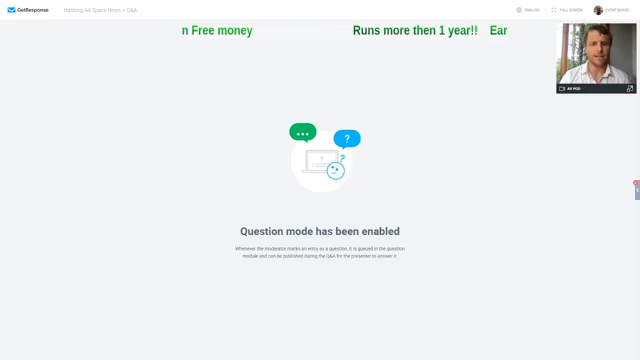 GetResponse
Hashing Ad Space News + Q&A
ENGLISH
FULL SCREEN
EVENT BOARD
n Free money
Runs more then 1 year!!
Ear
AV POD
Question mode has been enabled
Whenever the moderator marks an entry as a question, it is queued in the question
module and can be published during the Q&A for the presenter to answer it